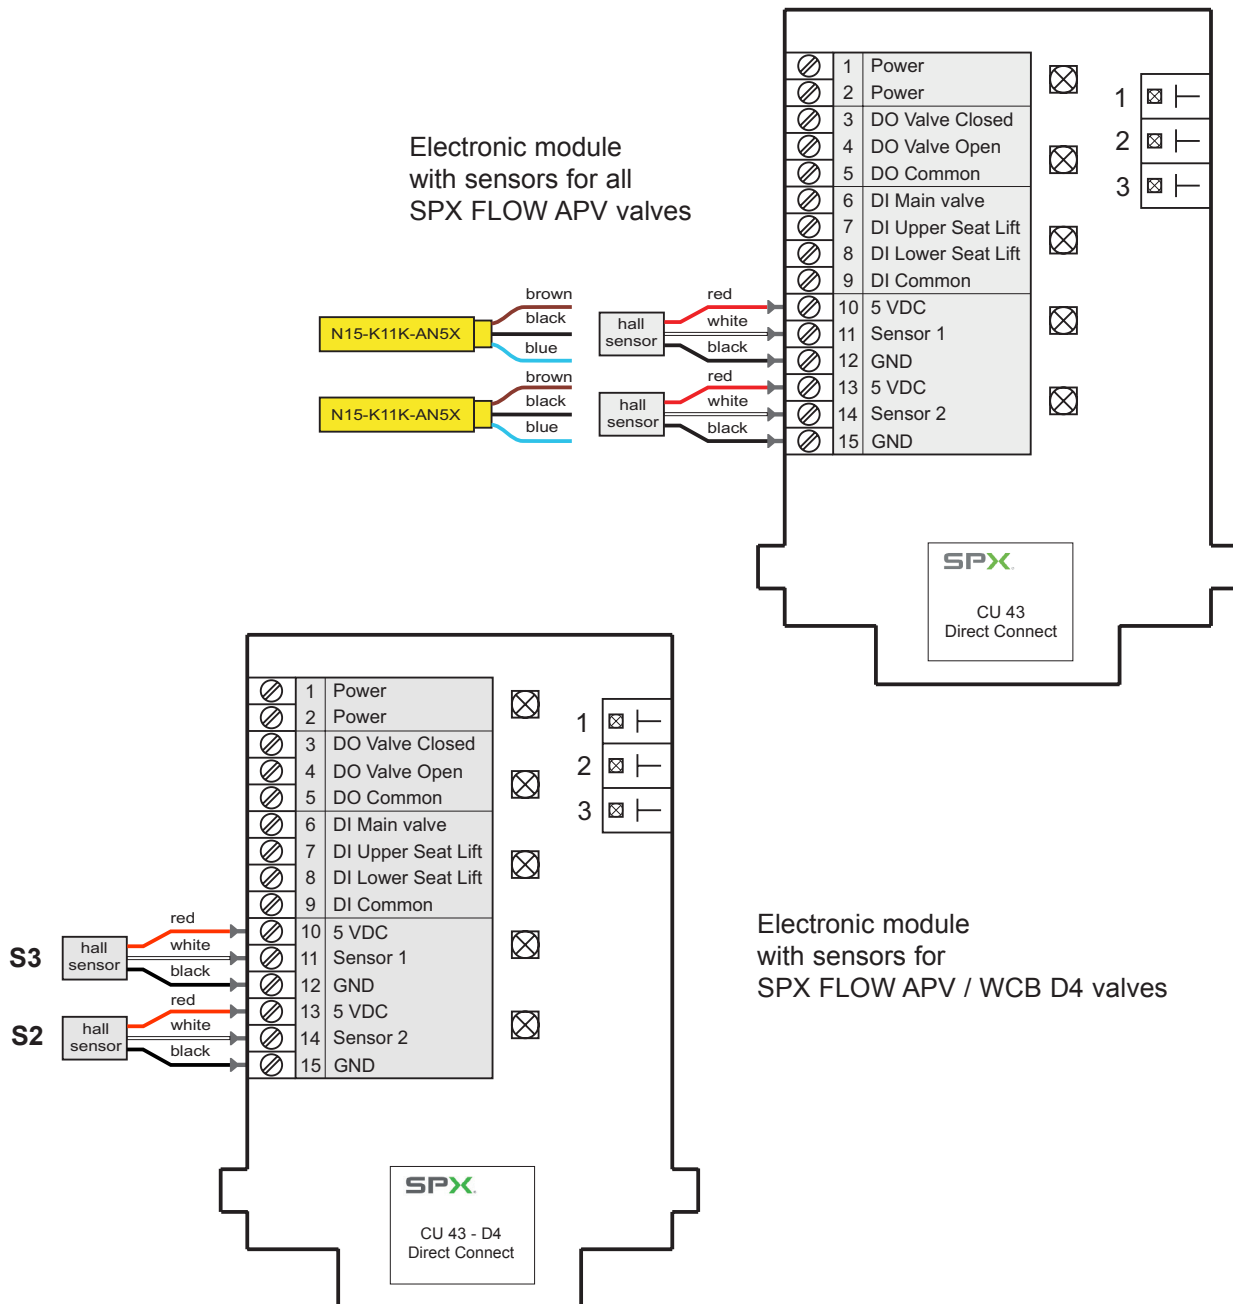 Electronic module
with sensors for all
SPX FLOW APV valves
1 Power
2 Power
3 DO Valve Closed
4 DO Valve Open
5 DO Common
6 DI Main valve
7 DI Upper Seat Lift
8 DI Lower Seat Lift
9 DI Common
10 5 VDC
11 Sensor 1
12 GND
13 5 VDC
14 Sensor 2
15 GND
1
2
3
N15-K11K-AN5X
brown
black
blue
hall
sensor
red
white
black
N15-K11K-AN5X
brown
black
blue
hall
sensor
red
white
black
SPX
CU 43
Direct Connect
1 Power
2 Power
3 DO Valve Closed
4 DO Valve Open
5 DO Common
6 DI Main valve
7 DI Upper Seat Lift
8 DI Lower Seat Lift
9 DI Common
10 5 VDC
11 Sensor 1
12 GND
13 5 VDC
14 Sensor 2
15 GND
1
2
3
S3
hall
sensor
red
white
black
S2
hall
sensor
red
white
black
Electronic module
with sensors for
SPX FLOW APV / WCB D4 valves
SPX
CU 43 - D4
Direct Connect